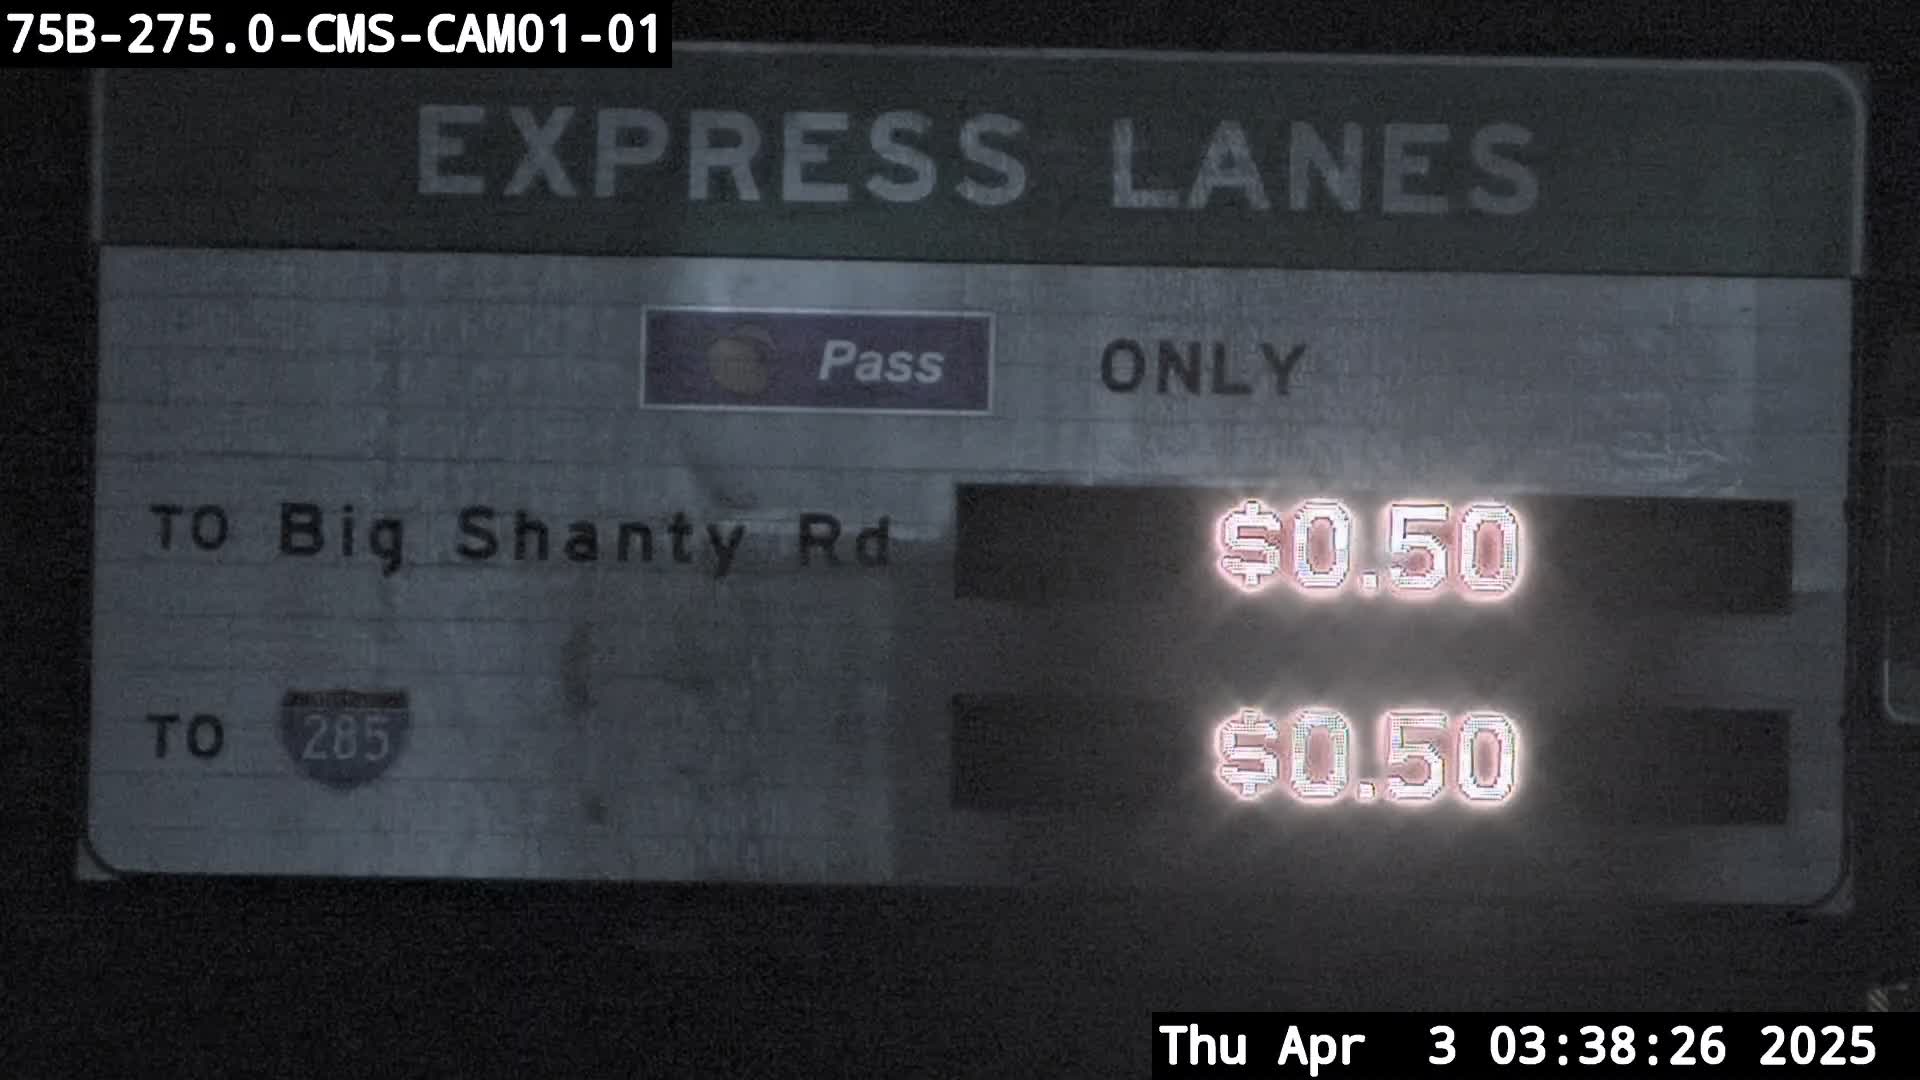 75B-275.0-CMS-CAM01-01
EXPRESS LANES
Pass ONLY
TO Big Shanty Rd $0.50
TO 285 $0.50
Thu Apr 3 03:38:26 2025